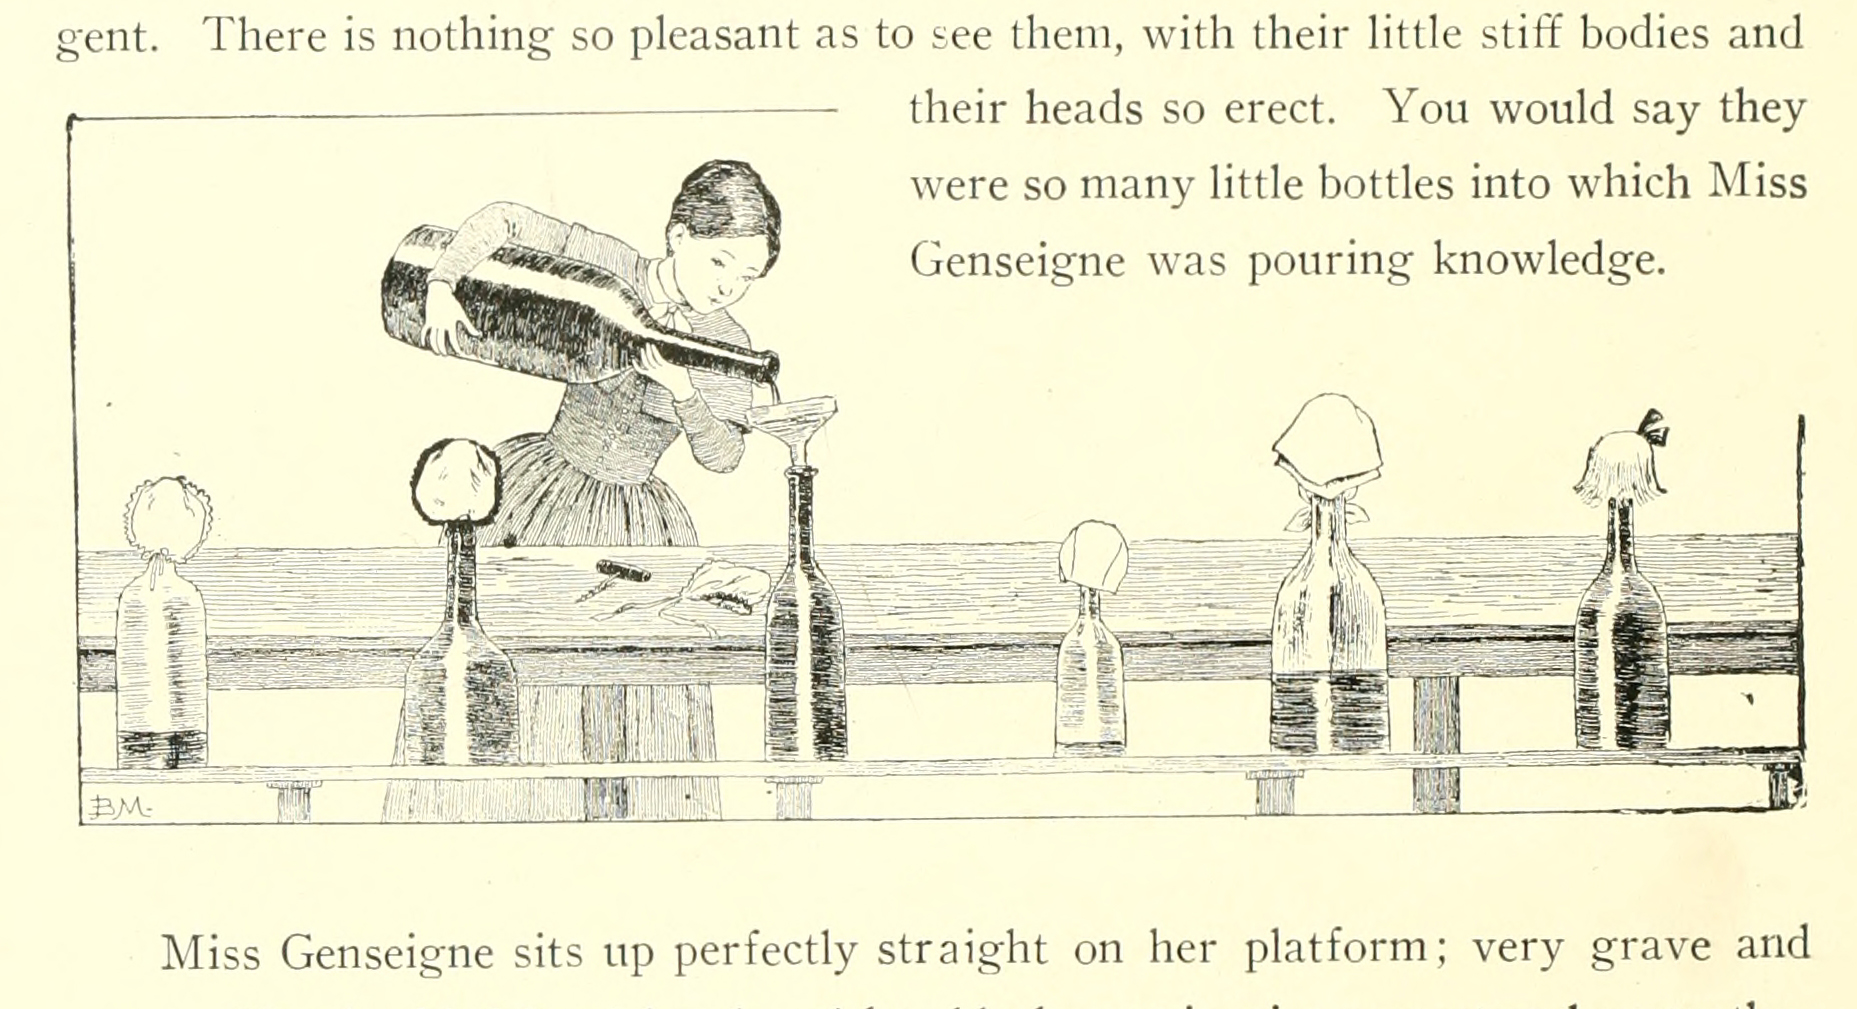 gent. There is nothing so pleasant as to see them, with their little stiff bodies and
their heads so erect. You would say they
were so many little bottles into which Miss
Genseigne was pouring knowledge.
BM-
Miss Genseigne sits up perfectly straight on her platform; very grave and